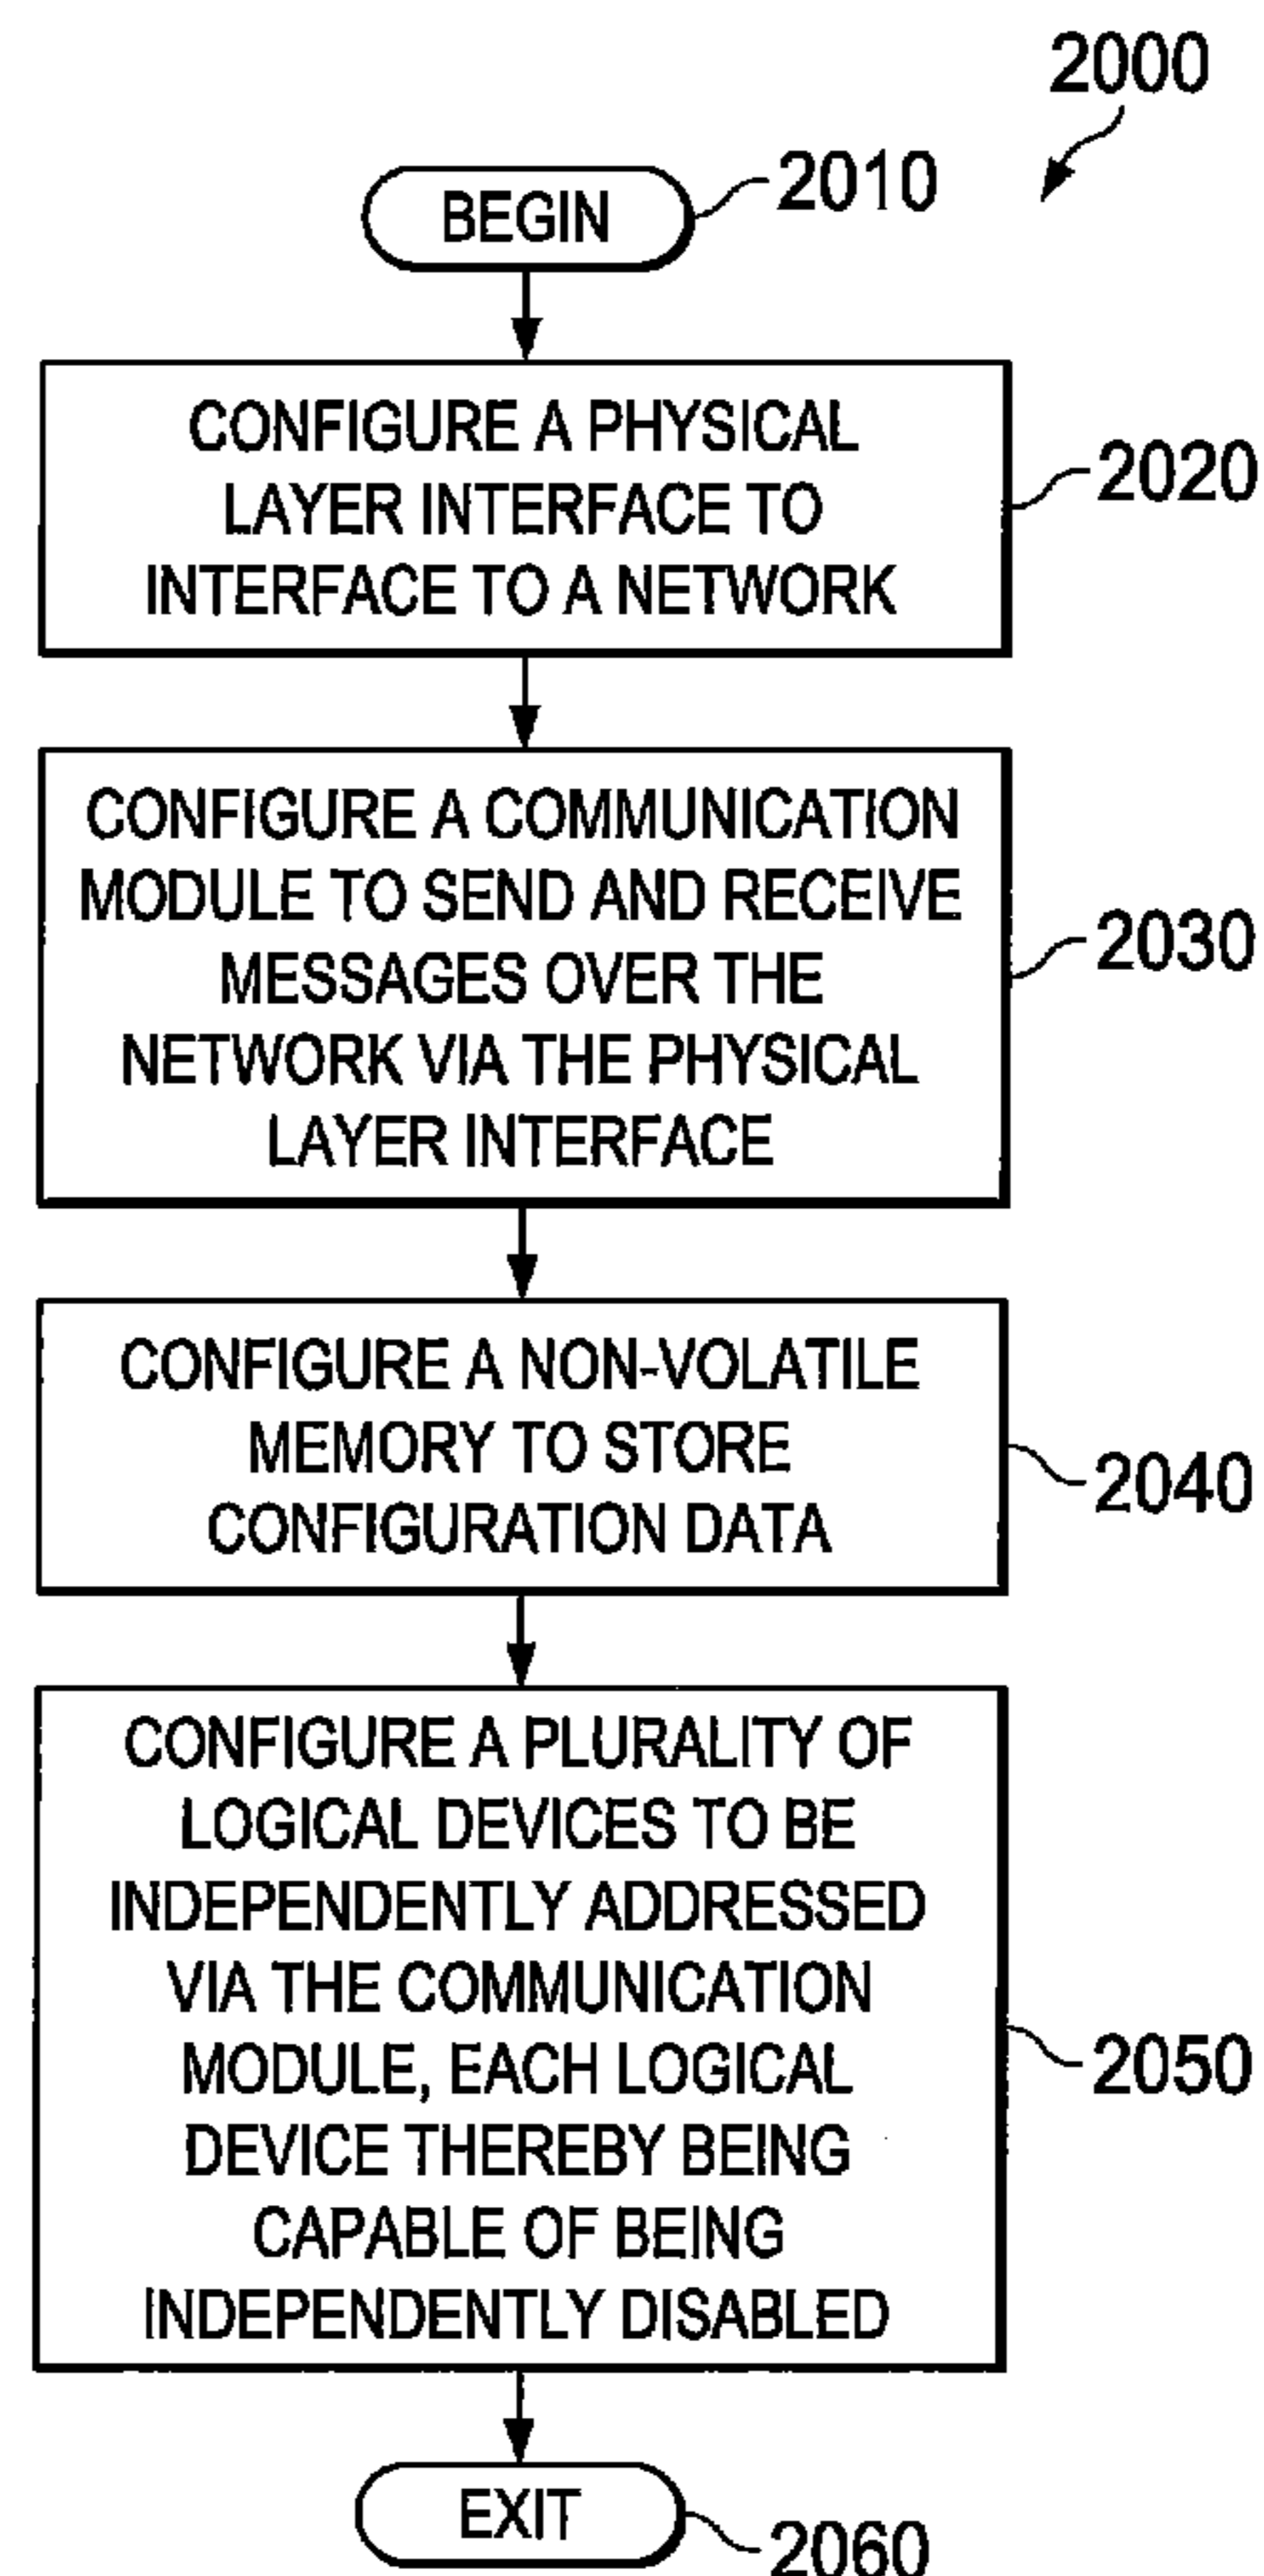 2000
BEGIN
2010
CONFIGURE A PHYSICAL
LAYER INTERFACE TO
INTERFACE TO A NETWORK
2020
CONFIGURE A COMMUNICATION
MODULE TO SEND AND RECEIVE
MESSAGES OVER THE
NETWORK VIA THE PHYSICAL
LAYER INTERFACE
2030
CONFIGURE A NON-VOLATILE
MEMORY TO STORE
CONFIGURATION DATA
2040
CONFIGURE A PLURALITY OF
LOGICAL DEVICES TO BE
INDEPENDENTLY ADDRESSED
VIA THE COMMUNICATION
MODULE, EACH LOGICAL
DEVICE THEREBY BEING
CAPABLE OF BEING
INDEPENDENTLY DISABLED
2050
EXIT
2060